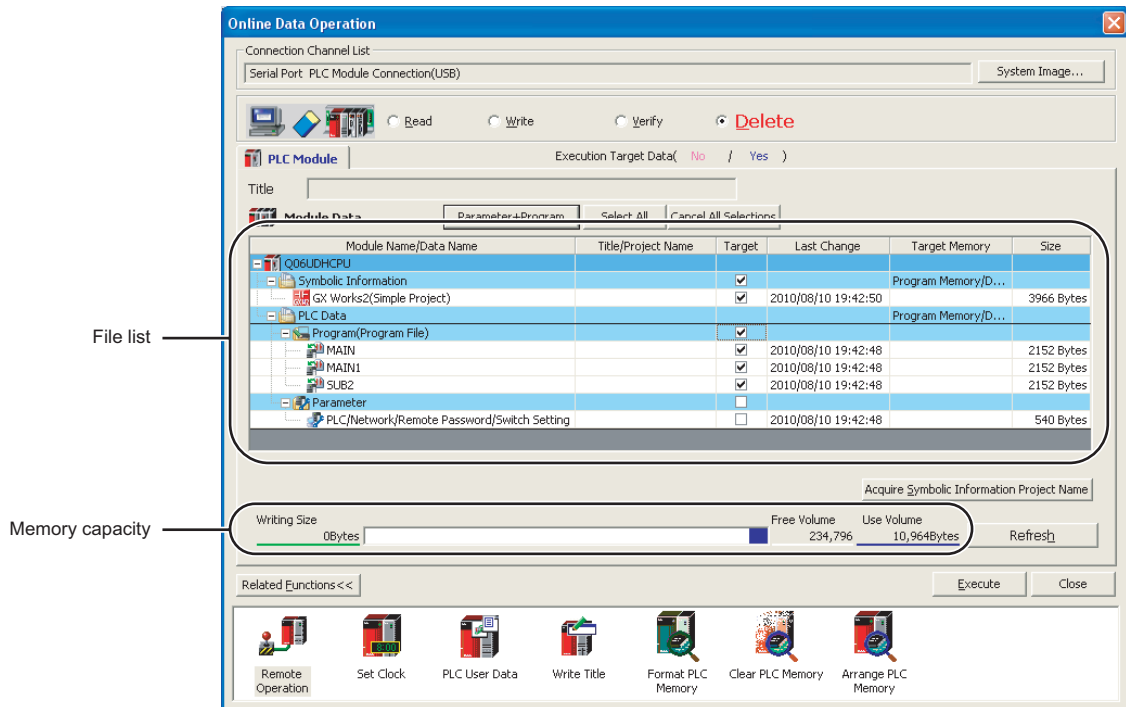 Online Data Operation
Connection Channel List
Serial Port PLC Module Connection(USB)
System Image...
Read Write Verify Delete
PLC Module
Execution Target Data( No / Yes )
Title
Module Data Parameter+Program Select All Cancel All Selections
Module Name/Data Name Title/Project Name Target Last Change Target Memory Size
Q06UDHCPU
Symbolic Information Program Memory/D...
GX Works2(Simple Project) 2010/08/10 19:42:50 3966 Bytes
PLC Data Program Memory/D...
File list
Program(Program File)
MAIN 2010/08/10 19:42:48 2152 Bytes
MAIN1 2010/08/10 19:42:48 2152 Bytes
SUB2 2010/08/10 19:42:48 2152 Bytes
Parameter
PLC/Network/Remote Password/Switch Setting 2010/08/10 19:42:48 540 Bytes
Acquire Symbolic Information Project Name
Memory capacity
Writing Size Free Volume Use Volume
0Bytes 234,796 10,964Bytes Refresh
Related Functions<< Execute Close
8:00
Remote Operation
Set Clock
PLC User Data
Write Title
Format PLC Memory
Clear PLC Memory
Arrange PLC Memory